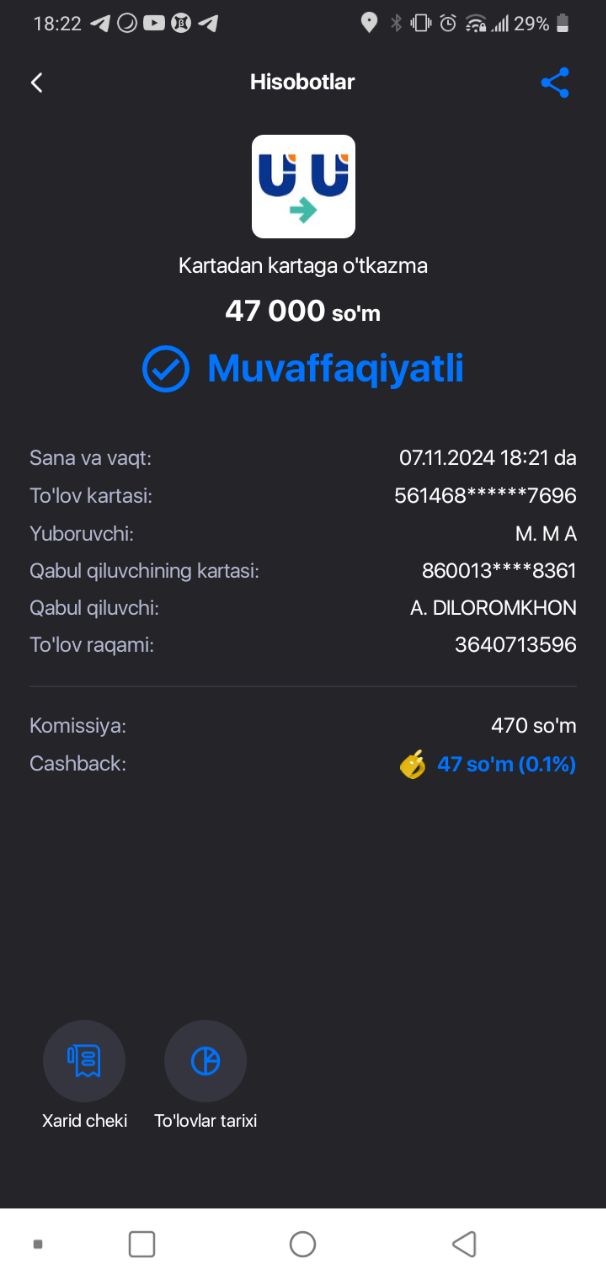 18:22
29%
Hisobotlar
Kartadan kartaga o'tkazma
47 000 so'm
Muvaffaqiyatli
Sana va vaqt: 07.11.2024 18:21 da
To'lov kartasi: 561468******7696
Yuboruvchi: M. M A
Qabul qiluvchining kartasi: 860013****8361
Qabul qiluvchi: A. DILOROMKHON
To'lov raqami: 3640713596
Komissiya: 470 so'm
Cashback: 47 so'm (0.1%)
Xarid cheki
To'lovlar tarixi